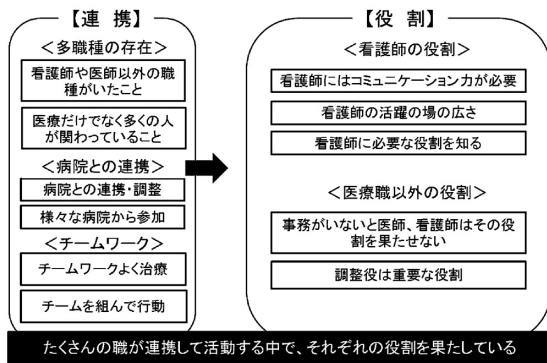 【連 携】
＜多職種の存在＞
看護師や医師以外の職
種がいたこと
医療だけでなく多くの人
が関わっていること
＜病院との連携＞
病院との連携・調整
様々な病院から参加
＜チームワーク＞
チームワークよく治療
チームを組んで行動
【役 割】
＜看護師の役割＞
看護師にはコミュニケーション力が必要
看護師の活躍の場の広さ
看護師に必要な役割を知る
＜医療職以外の役割＞
事務がいないと医師、看護師はその役
割を果たせない
調整役は重要な役割
たくさんの職が連携して活動する中で、それぞれの役割を果たしている